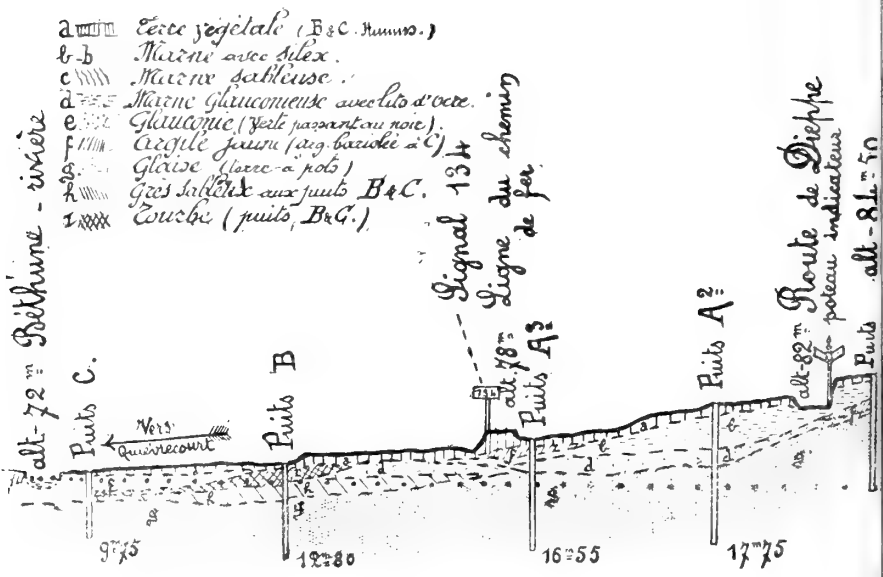 a Terre végétale (B & C. Humus.)
b-b Marne avec silex.
c Marne sableuse.
d Marne Glauconieuse avec lits d'ocre.
e Glauconie (Verte passant au noir).
f Argile jaune (arg. bariolée à C)
g Glaise (terre à pots)
h Grès sableux aux puits B & C.
I Tourbe (puits, B & C.)
alt-72m Béthune-rivière
Puits C.
Vers
Quièvrecourt
Puits B
Signal 134
Ligne du chemin
de fer
134
alt. 78m
Puits A3
Puits A2
alt-82m Route de Dieppe
poteau indicateur
Puits alt-84m50
a
b
d
h
9m75
12m80
16m55
17m75